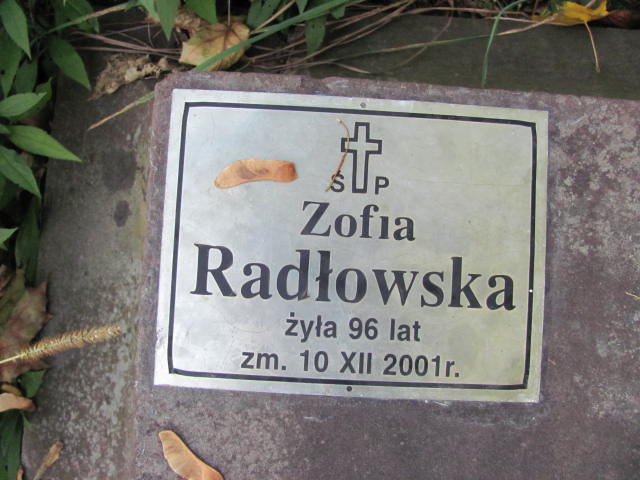 Ś P
Zofia
Radłowska
żyła 96 lat
zm. 10 XII 2001r.